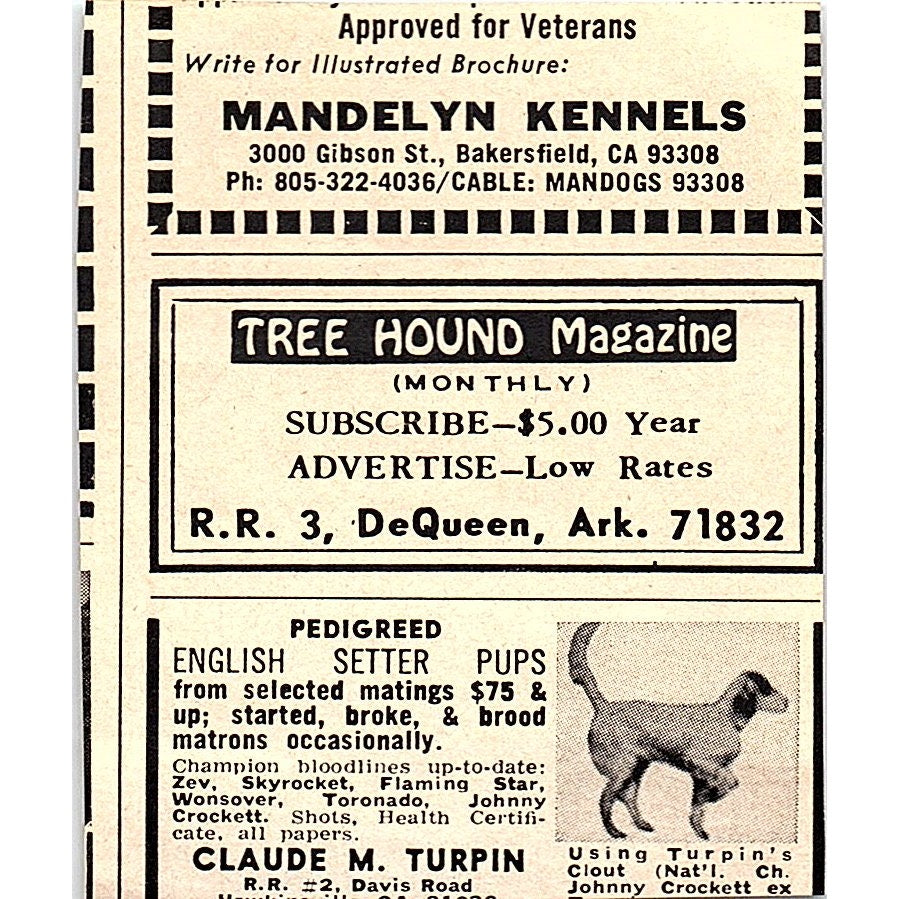 Approved for Veterans
Write for Illustrated Brochure:
MANDELYN KENNELS
3000 Gibson St., Bakersfield, CA 93308
Ph: 805-322-4036/CABLE: MANDOGS 93308
TREE HOUND Magazine
(MONTHLY)
SUBSCRIBE—$5.00 Year
ADVERTISE—Low Rates
R.R. 3, DeQueen, Ark. 71832
PEDIGREED
ENGLISH SETTER PUPS
from selected matings $75 &
up; started, broke, & brood
matrons occasionally.
Champion bloodlines up-to-date:
Zev, Skyrocket, Flaming Star,
Wonsover, Toronado, Johnny
Crockett. Shots, Health Certifi-
cate, all papers.
CLAUDE M. TURPIN
R.R. #2, Davis Road
Using Turpin's
Clout (Nat'l. Ch.
Johnny Crockett ex